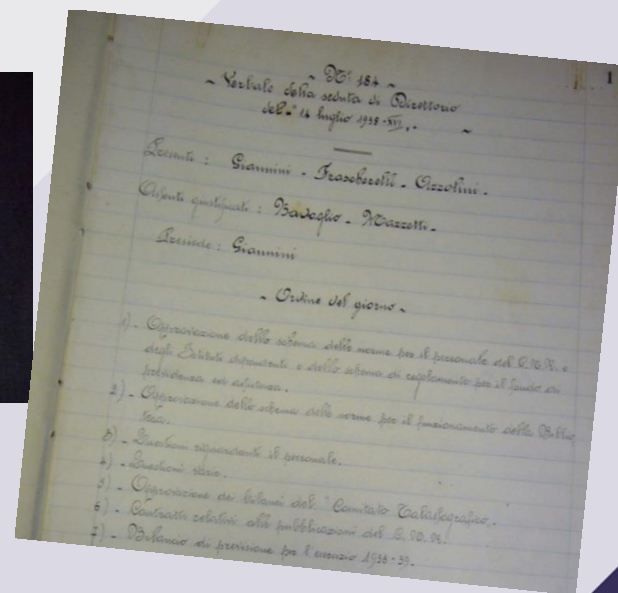 1
~ N° 184 ~
~ Verbale della seduta di Direttorio
del 14 luglio 1938-XVI. ~
Presenti: Giannini - Frascherelli - Azzolini.
Assenti giustificati: Bavaglio - Mazzetti.
Presiede: Giannini
~ Ordine del giorno ~
1) - Approvazione dello schema delle norme per il personale del C.N.R. e
degli Istituti dipendenti e dello schema di regolamento per il fondo di
previdenza ed assistenza.
2) - Approvazione dello schema delle norme per il funzionamento della Biblio
teca.
3) - Questioni riguardanti il personale.
4) - Questioni varie.
5) - Approvazione dei bilanci del "Comitato Talassografico".
6) - Contratti relativi alle pubblicazioni del C.N.R.
7) - Bilancio di previsione per l'esercizio 1938-39.